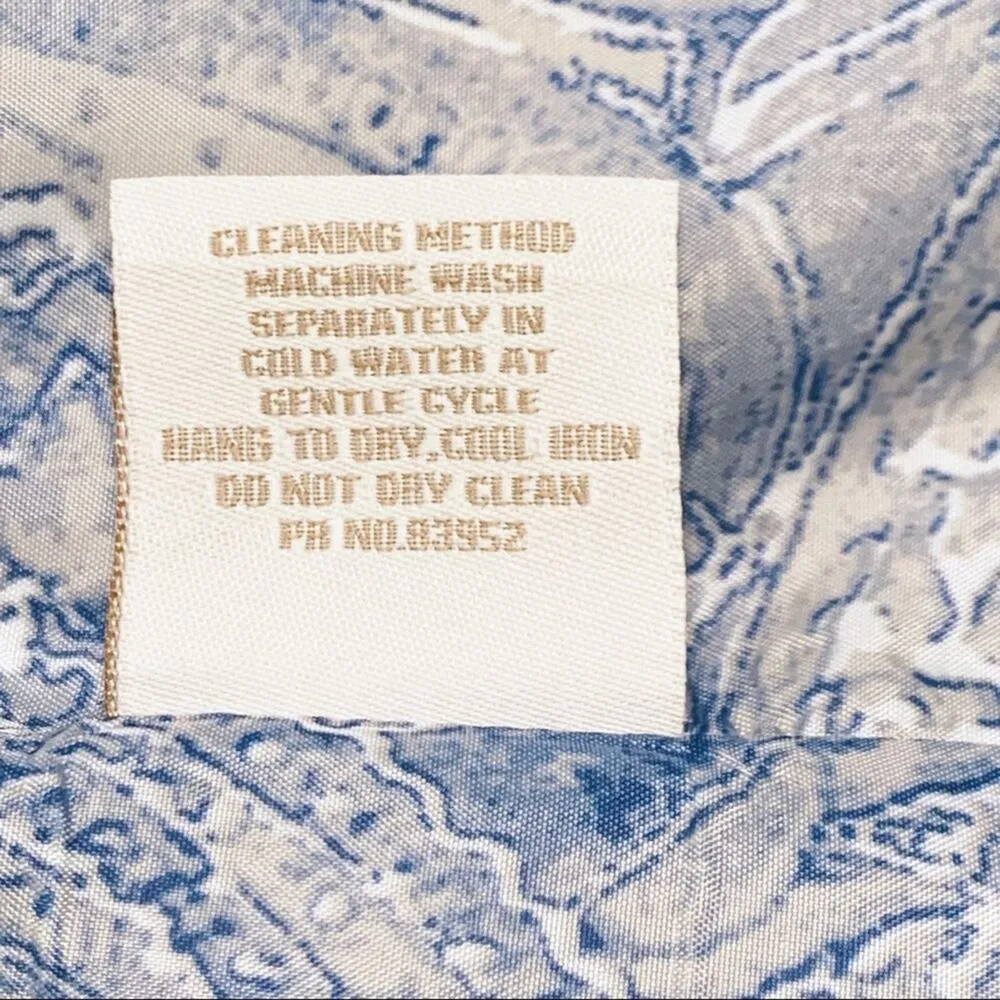 CLEANING METHOD
MACHINE WASH
SEPARATELY IN
COLD WATER AT
GENTLE CYCLE
HANG TO DRY.COOL IRON
DO NOT DRY CLEAN
PR NO.83952